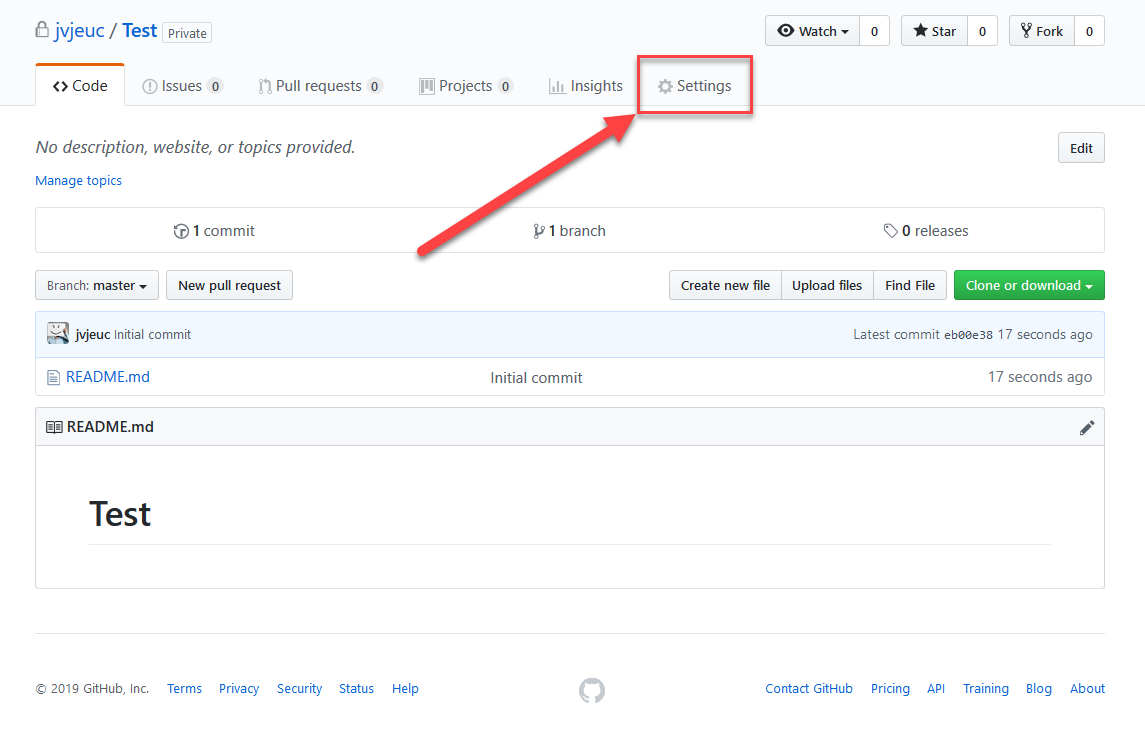 jvjeuc / Test Private Watch 0 Star 0 Fork 0
Code Issues 0 Pull requests 0 Projects 0 Insights Settings
No description, website, or topics provided. Edit
Manage topics
1 commit 1 branch 0 releases
Branch: master New pull request Create new file Upload files Find File Clone or download
jvjeuc Initial commit Latest commit eb00e38 17 seconds ago
README.md Initial commit 17 seconds ago
README.md
Test
© 2019 GitHub, Inc. Terms Privacy Security Status Help Contact GitHub Pricing API Training Blog About